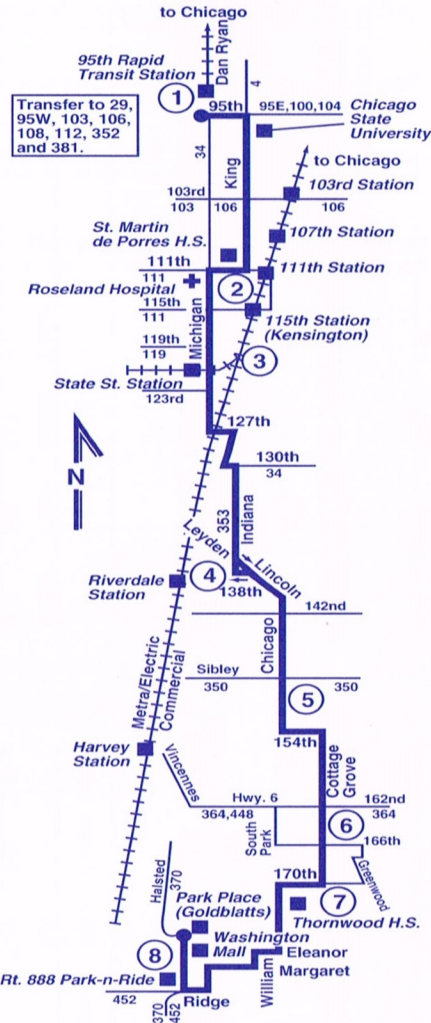 to Chicago
95th Rapid
Transit Station
Dan Ryan
4
1
95th
95E,100,104
Chicago
State
University
Transfer to 29,
95W, 103, 106,
108, 112, 352
and 381.
34
King
to Chicago
103rd Station
103rd
103
106
106
107th Station
St. Martin
de Porres H.S.
111th
111
111th Station
Roseland Hospital
2
115th
111
115th Station
(Kensington)
Michigan
119th
119
3
State St. Station
123rd
127th
N
130th
34
353
Indiana
Leyden
Lincoln
Riverdale
Station
4
138th
142nd
Chicago
Metra/Electric
Commercial
Sibley
350
350
5
154th
Harvey
Station
Vincennes
Cottage
Grove
Hwy. 6
364,448
162nd
364
6
South
Park
166th
Greenwood
170th
7
Thornwood H.S.
Halsted
370
Park Place
(Goldblatts)
Washington
Mall
8
Eleanor
Margaret
William
Rt. 888 Park-n-Ride
452
Ridge
370
452